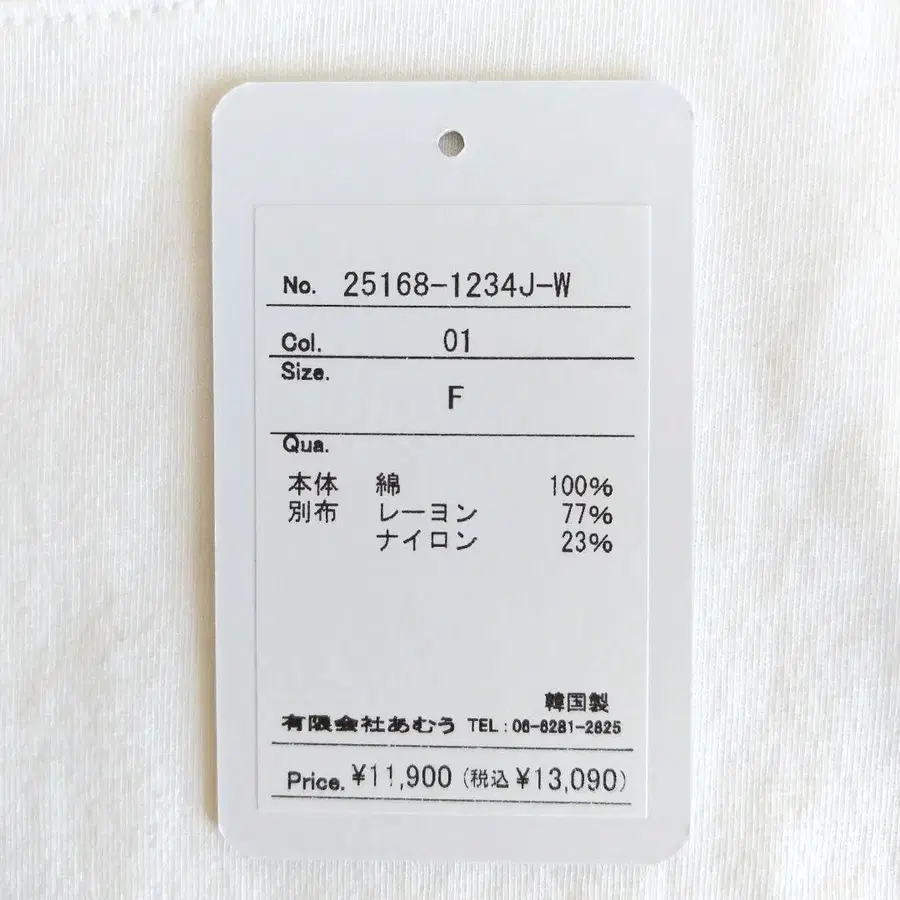 No. 25168-1234J-W
Col. 01
Size.
F
Qua.
本体 綿 100%
別布 レーヨン 77%
ナイロン 23%
韓国製
有限会社あむう TEL:06-6281-2825
Price. ¥11,900 (税込 ¥13,090)